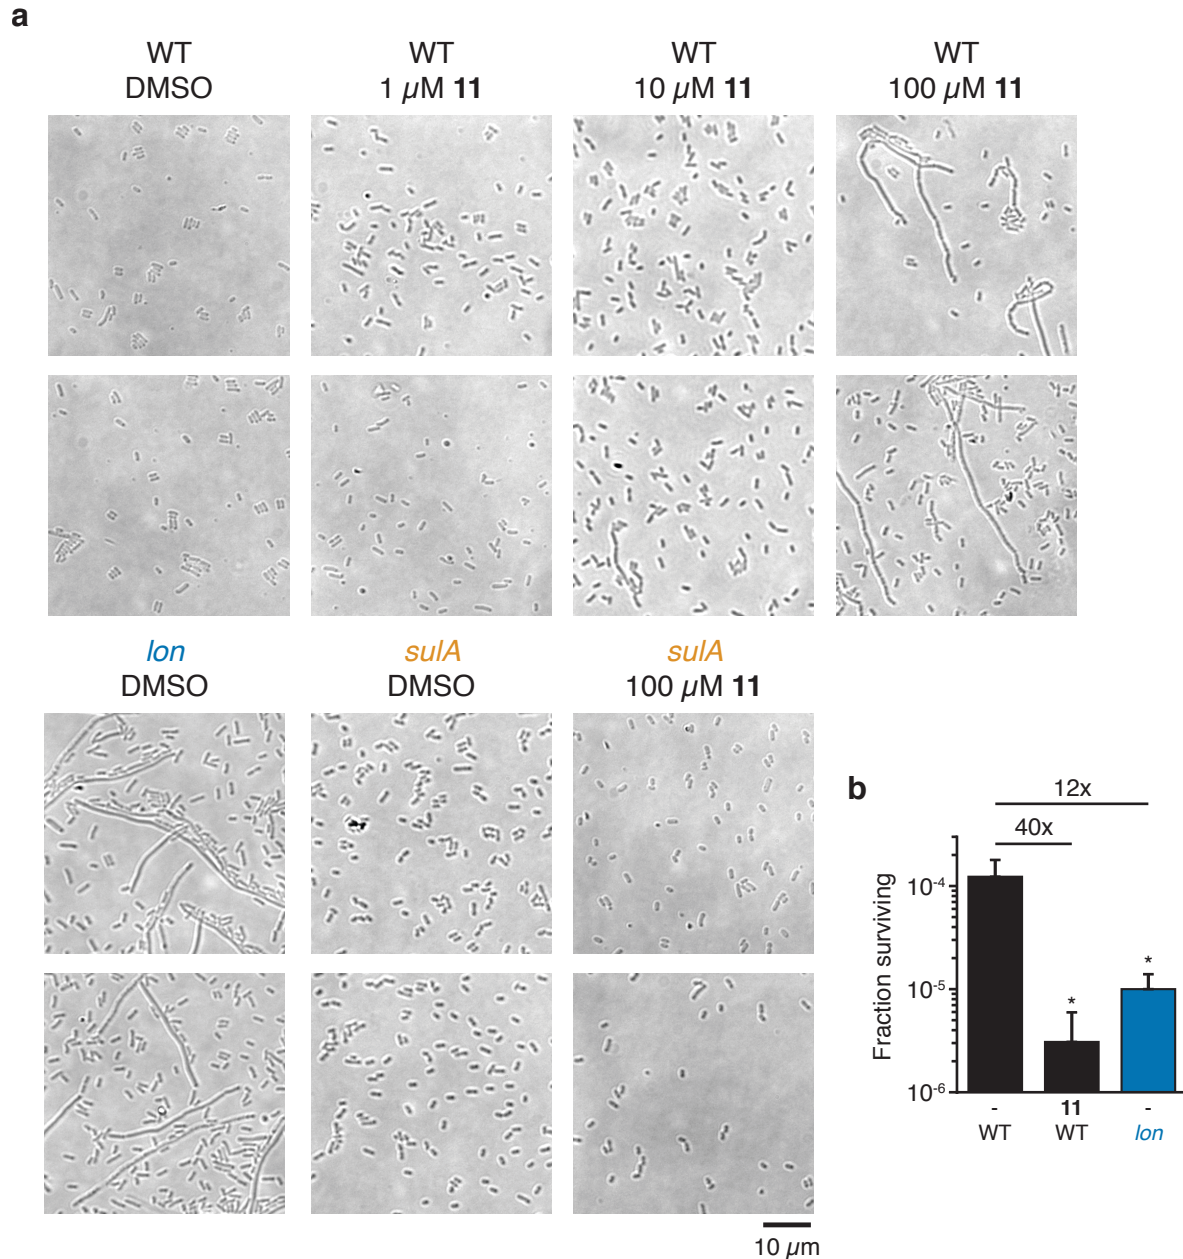 a
WT
DMSO
WT
1 µM 11
WT
10 µM 11
WT
100 µM 11
lon
DMSO
sulA
DMSO
sulA
100 µM 11
10 µm
b
12x
40x
Fraction surviving
10⁻⁴
10⁻⁵
10⁻⁶
*
*
- 11 -
WT WT lon